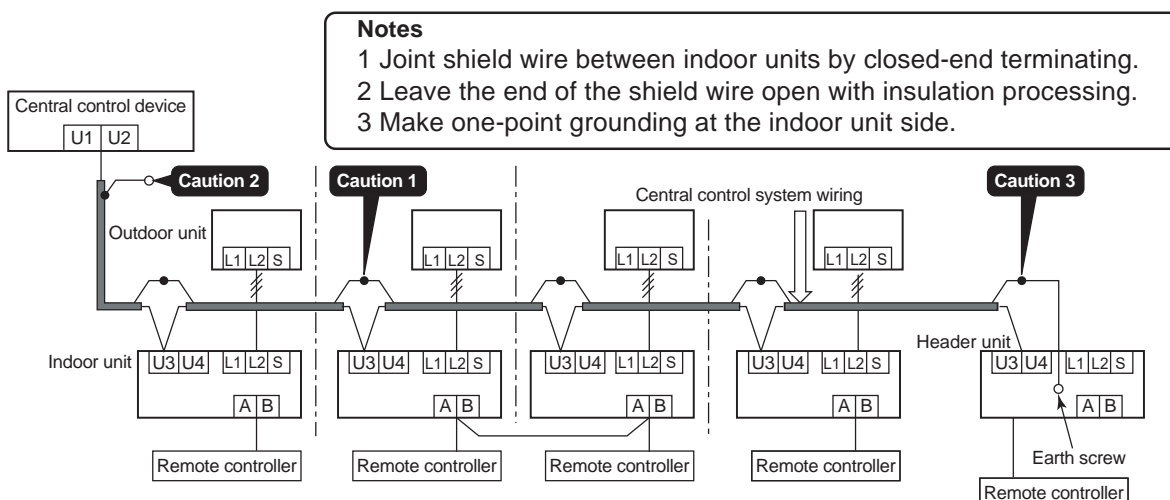 Notes
1 Joint shield wire between indoor units by closed-end terminating.
2 Leave the end of the shield wire open with insulation processing.
3 Make one-point grounding at the indoor unit side.
Central control device
U1 U2
Caution 2
Caution 1
Central control system wiring
Caution 3
Outdoor unit
L1 L2 S
L1 L2 S
L1 L2 S
L1 L2 S
Indoor unit
Header unit
U3 U4 L1 L2 S
U3 U4 L1 L2 S
U3 U4 L1 L2 S
U3 U4 L1 L2 S
U3 U4 L1 L2 S
A B
A B
A B
A B
A B
Earth screw
Remote controller
Remote controller
Remote controller
Remote controller
Remote controller